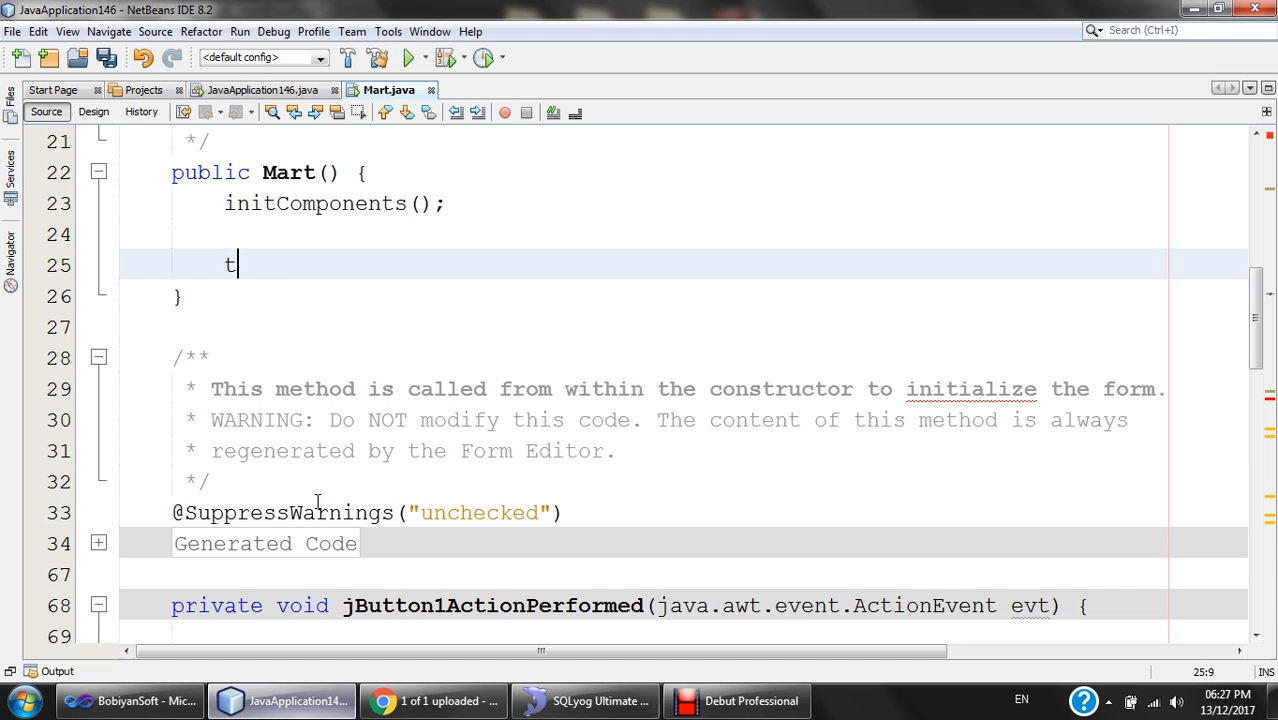 JavaApplication146 - NetBeans IDE 8.2
File Edit View Navigate Source Refactor Run Debug Profile Team Tools Window Help
Search (Ctrl+I)
<default config>
Start Page Projects JavaApplication146.java Mart.java
Source Design History
Files
Services
Navigator
21 */
22 public Mart() {
23 initComponents();
24
25 t
26 }
27
28 /**
29 * This method is called from within the constructor to initialize the form.
30 * WARNING: Do NOT modify this code. The content of this method is always
31 * regenerated by the Form Editor.
32 */
33 @SuppressWarnings("unchecked")
34 Generated Code
67
68 private void jButton1ActionPerformed(java.awt.event.ActionEvent evt) {
69
Output
25:9 INS
BobiyanSoft - Mic... JavaApplication14... 1 of 1 uploaded - ... SQLyog Ultimate ... Debut Professional EN 06:27 PM
13/12/2017